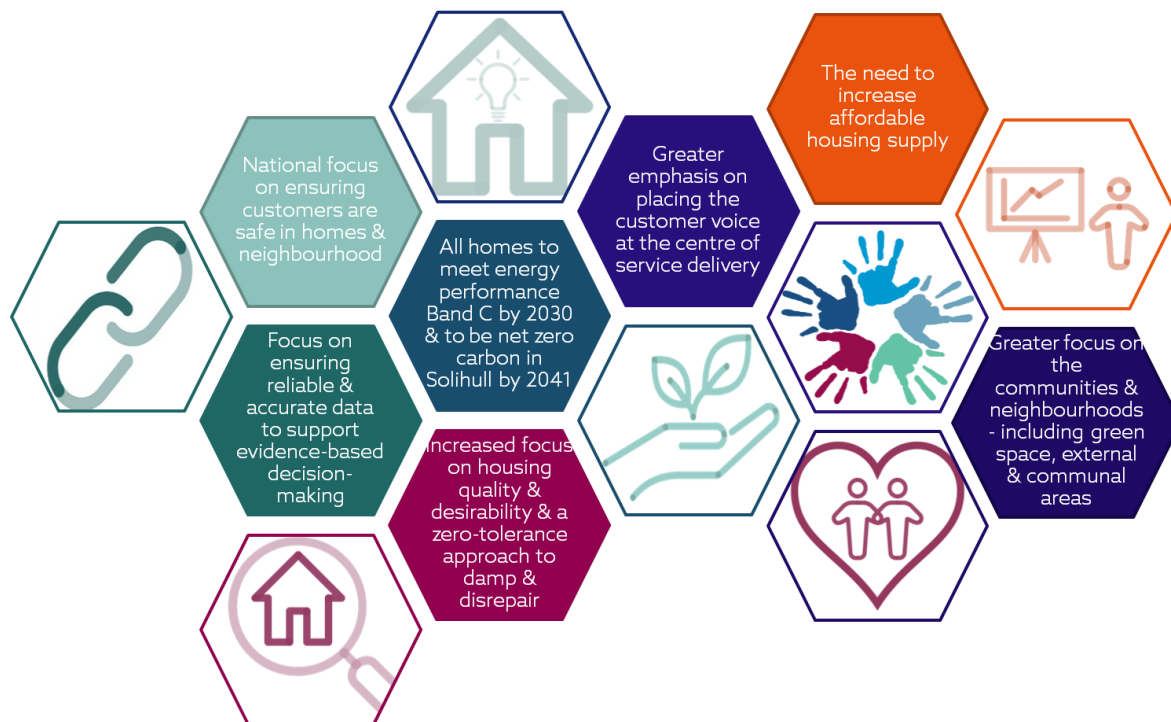 The need to
increase
affordable
housing supply
National focus
on ensuring
customers are
safe in homes &
neighbourhood
Greater
emphasis on
placing the
customer voice
at the centre of
service delivery
All homes to
meet energy
performance
Band C by 2030
& to be net zero
carbon in
Solihull by 2041
Focus on
ensuring
reliable &
accurate data
to support
evidence-based
decision-
making
Greater focus on
the
communities &
neighbourhoods
- including green
space, external
& communal
areas
Increased focus
on housing
quality &
desirability & a
zero-tolerance
approach to
damp &
disrepair